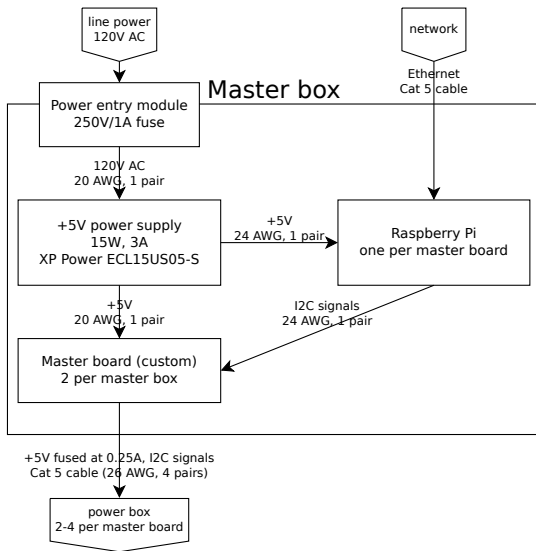 line power
120V AC
network
Ethernet
Cat 5 cable
Master box
Power entry module
250V/1A fuse
120V AC
20 AWG, 1 pair
+5V power supply
15W, 3A
XP Power ECL15US05-S
+5V
24 AWG, 1 pair
Raspberry Pi
one per master board
+5V
20 AWG, 1 pair
I2C signals
24 AWG, 1 pair
Master board (custom)
2 per master box
+5V fused at 0.25A, I2C signals
Cat 5 cable (26 AWG, 4 pairs)
power box
2-4 per master board